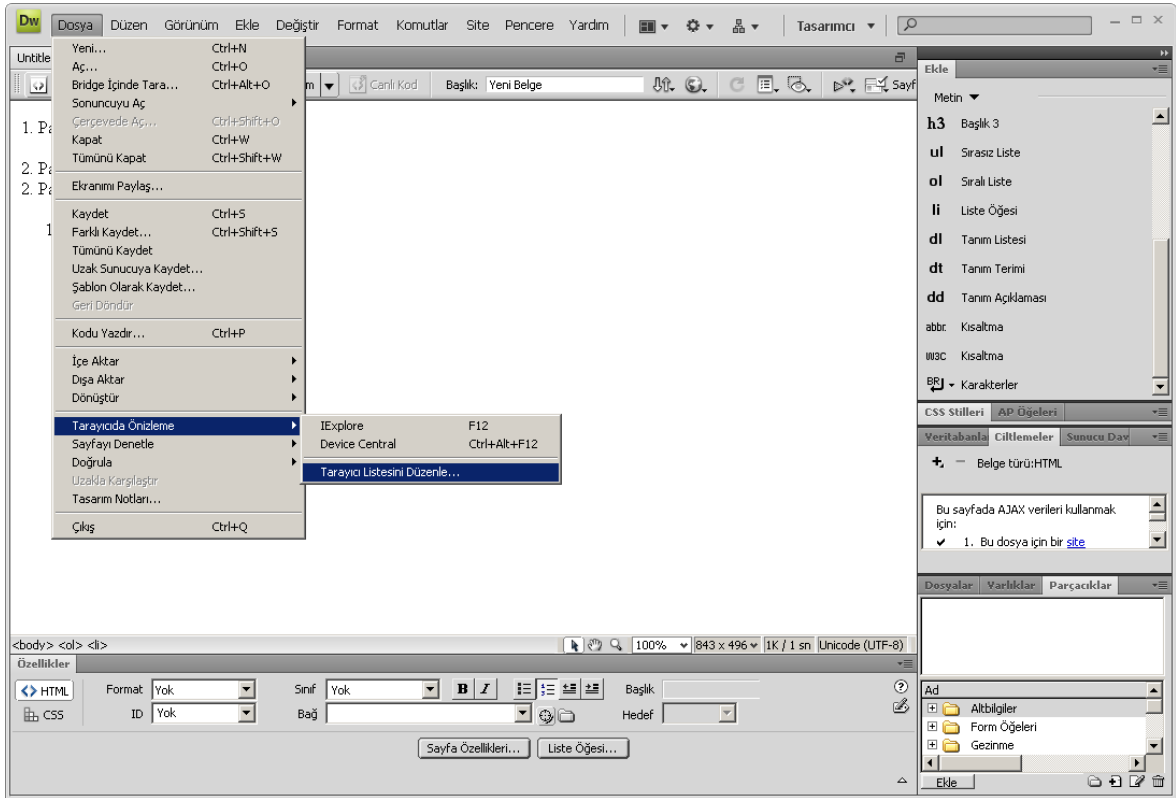 Dw Dosya Düzen Görünüm Ekle Değiştir Format Komutlar Site Pencere Yardım Tasarımcı
Untitle
Canlı Kod Başlık: Yeni Belge Sayf
Yeni... Ctrl+N
Aç... Ctrl+O
Bridge İçinde Tara... Ctrl+Alt+O
Sonuncuyu Aç
Çerçevede Aç... Ctrl+Shift+O
Kapat Ctrl+W
Tümünü Kapat Ctrl+Shift+W
Ekranımı Paylaş...
Kaydet Ctrl+S
Farklı Kaydet... Ctrl+Shift+S
Tümünü Kaydet
Uzak Sunucuya Kaydet...
Şablon Olarak Kaydet...
Geri Döndür
Kodu Yazdır... Ctrl+P
İçe Aktar
Dışa Aktar
Dönüştür
Tarayıcıda Önizleme
Sayfayı Denetle
Doğrula
Uzakla Karşılaştır
Tasarım Notları...
Çıkış Ctrl+Q
IExplore F12
Device Central Ctrl+Alt+F12
Tarayıcı Listesini Düzenle...
1. Pa
2. Pa
2. Pa
1
Ekle
Metin
h3 Başlık 3
ul Sırasız Liste
ol Sıralı Liste
li Liste Öğesi
dl Tanım Listesi
dt Tanım Terimi
dd Tanım Açıklaması
abbr. Kısaltma
W3C Kısaltma
BRJ Karakterler
CSS Stilleri AP Öğeleri
Veritabanla Ciltlemeler Sunucu Dav
Belge türü:HTML
Bu sayfada AJAX verileri kullanmak
için:
1. Bu dosya için bir site
Dosyalar Varlıklar Parçacıklar
Ad
Altbilgiler
Form Öğeleri
Gezinme
Ekle
<body> <ol> <li> 100% 843 x 496 1K / 1 sn Unicode (UTF-8)
Özellikler
<> HTML Format Yok Sınıf Yok B I Başlık
CSS ID Yok Bağ Hedef
Sayfa Özellikleri... Liste Öğesi...